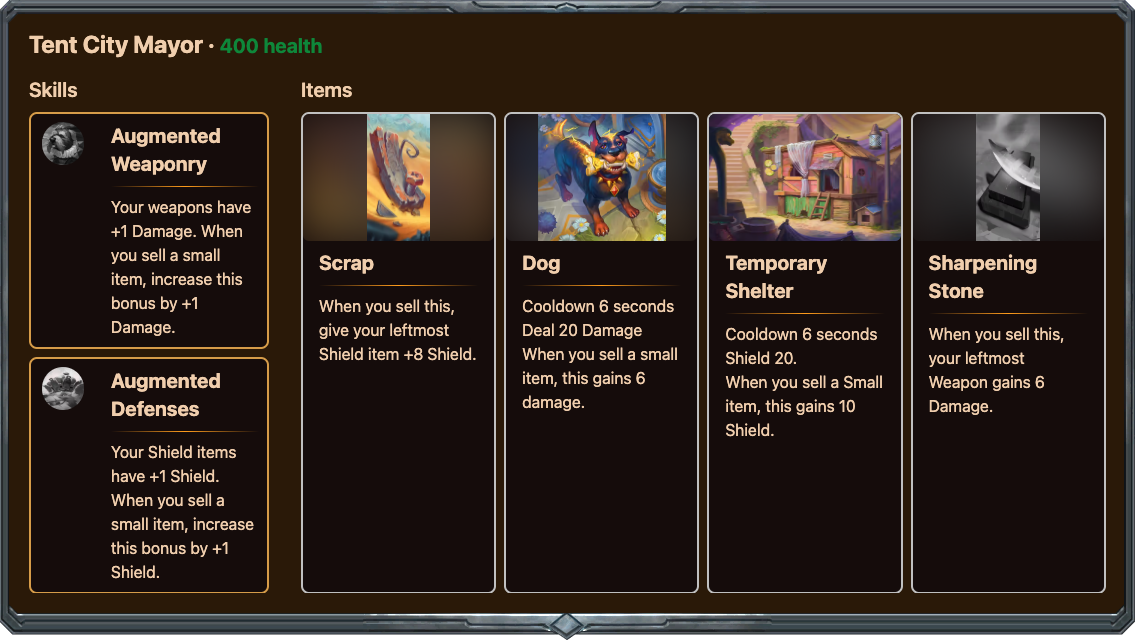 Tent City Mayor · 400 health
Skills
Augmented
Weaponry
Your weapons have
+1 Damage. When
you sell a small
item, increase this
bonus by +1
Damage.
Augmented
Defenses
Your Shield items
have +1 Shield.
When you sell a
small item, increase
this bonus by +1
Shield.
Items
Scrap
When you sell this,
give your leftmost
Shield item +8 Shield.
Dog
Cooldown 6 seconds
Deal 20 Damage
When you sell a small
item, this gains 6
damage.
Temporary
Shelter
Cooldown 6 seconds
Shield 20.
When you sell a Small
item, this gains 10
Shield.
Sharpening
Stone
When you sell this,
your leftmost
Weapon gains 6
Damage.